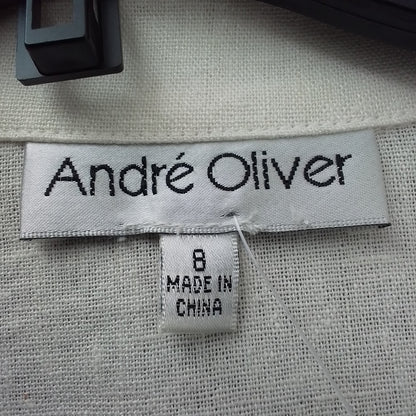 André Oliver
8
MADE IN
CHINA